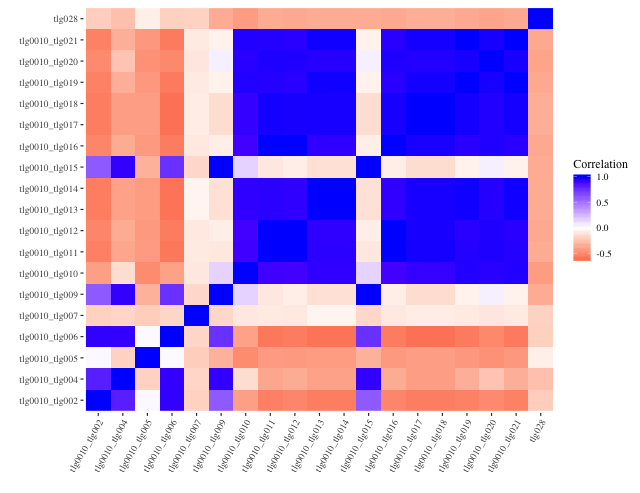 tlg028
tlg0010_tlg021
tlg0010_tlg020
tlg0010_tlg019
tlg0010_tlg018
tlg0010_tlg017
tlg0010_tlg016
tlg0010_tlg015
tlg0010_tlg014
tlg0010_tlg013
tlg0010_tlg012
tlg0010_tlg011
tlg0010_tlg010
tlg0010_tlg009
tlg0010_tlg007
tlg0010_tlg006
tlg0010_tlg005
tlg0010_tlg004
tlg0010_tlg002
tlg0010_tlg002
tlg0010_tlg004
tlg0010_tlg005
tlg0010_tlg006
tlg0010_tlg007
tlg0010_tlg009
tlg0010_tlg010
tlg0010_tlg011
tlg0010_tlg012
tlg0010_tlg013
tlg0010_tlg014
tlg0010_tlg015
tlg0010_tlg016
tlg0010_tlg017
tlg0010_tlg018
tlg0010_tlg019
tlg0010_tlg020
tlg0010_tlg021
tlg028
Correlation
1.0
0.5
0.0
-0.5